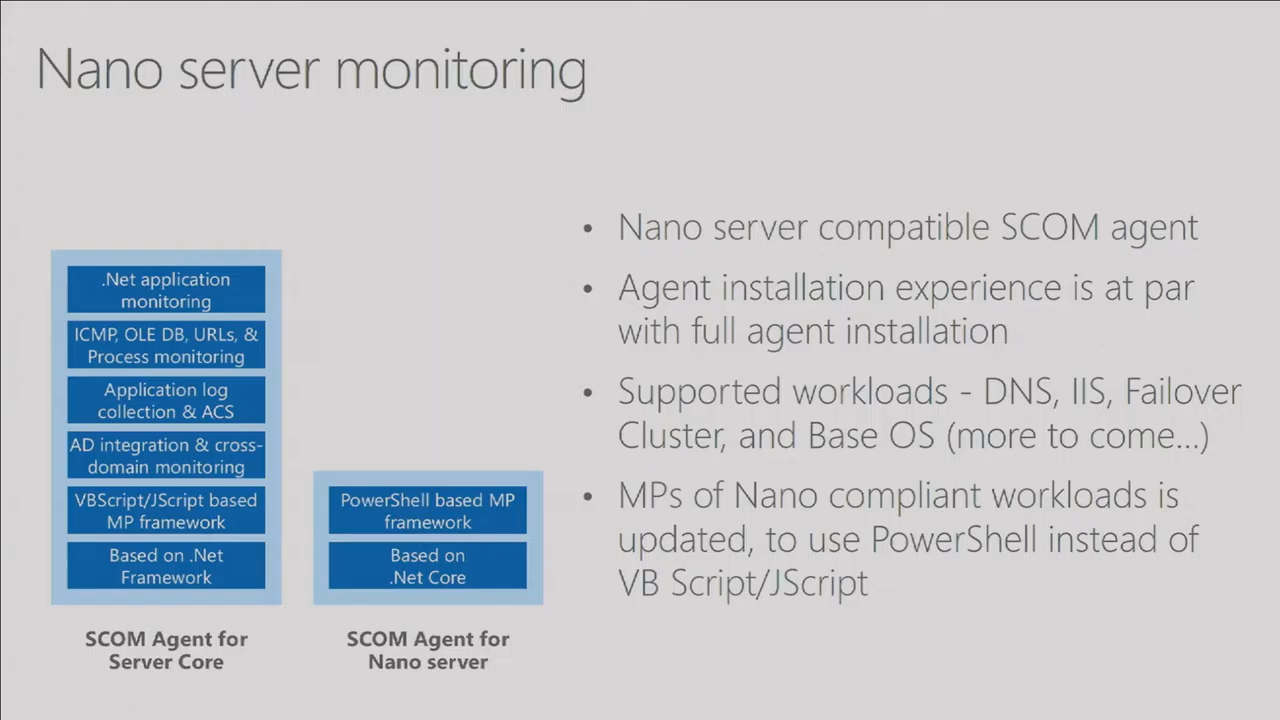 Nano server monitoring
.Net application
monitoring
ICMP, OLE DB, URLs, &
Process monitoring
Application log
collection & ACS
AD integration & cross-
domain monitoring
VBScript/JScript based
MP framework
Based on .Net
Framework
SCOM Agent for
Server Core
PowerShell based MP
framework
Based on
.Net Core
SCOM Agent for
Nano server
• Nano server compatible SCOM agent
• Agent installation experience is at par
with full agent installation
• Supported workloads - DNS, IIS, Failover
Cluster, and Base OS (more to come...)
• MPs of Nano compliant workloads is
updated, to use PowerShell instead of
VB Script/JScript